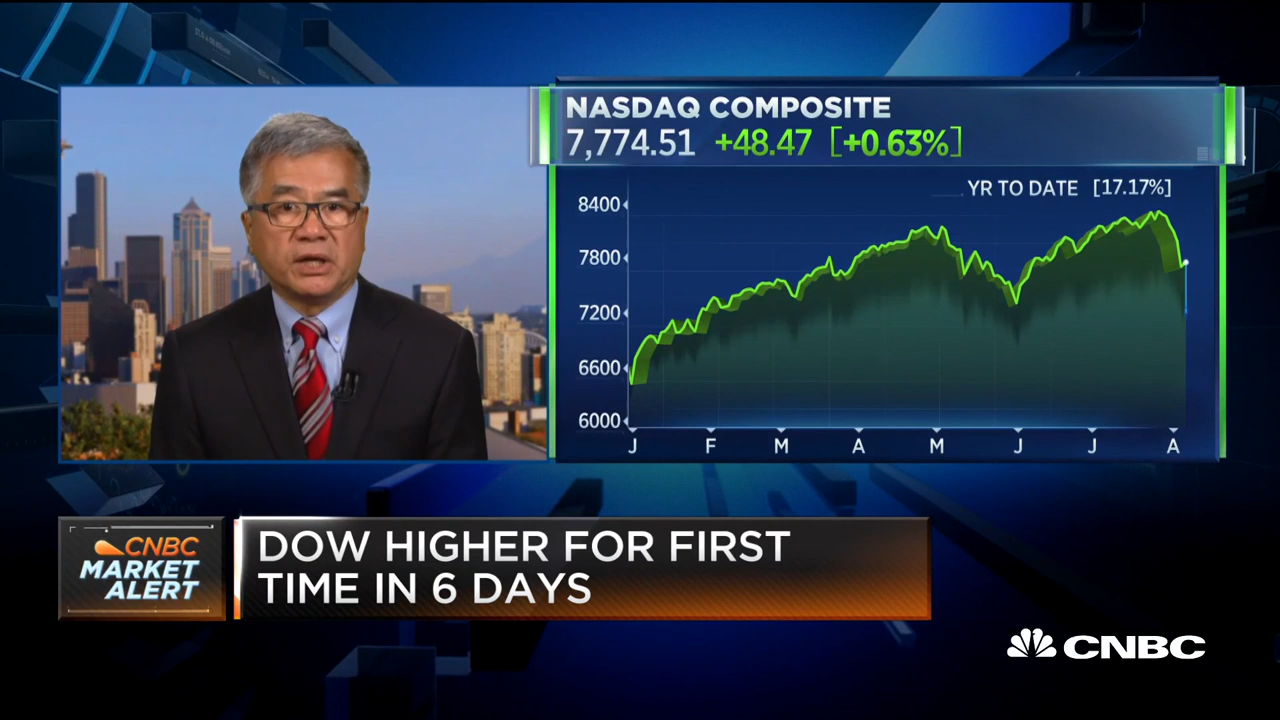 NASDAQ COMPOSITE
7,774.51 +48.47 [+0.63%]
YR TO DATE [17.17%]
8400
7800
7200
6600
6000
J F M A M J J A
CNBC
MARKET
ALERT
DOW HIGHER FOR FIRST
TIME IN 6 DAYS
CNBC